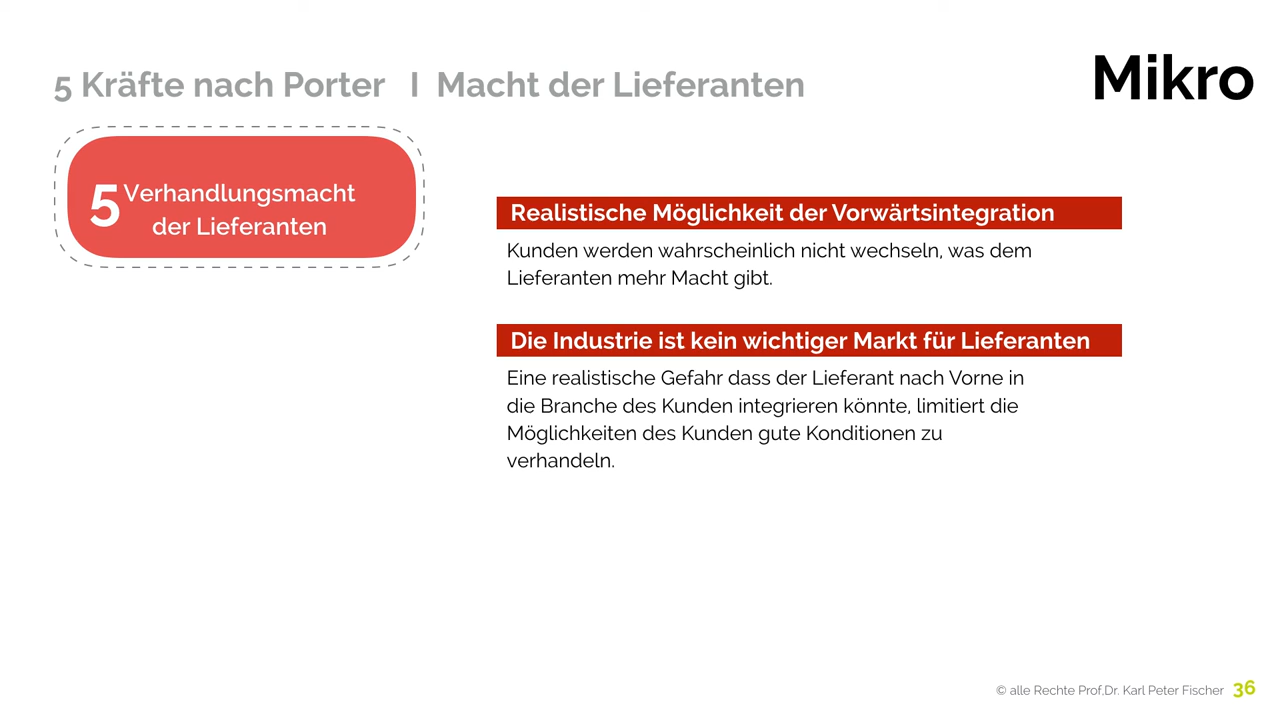 5 Kräfte nach Porter I Macht der Lieferanten
Mikro
5 Verhandlungsmacht
der Lieferanten
Realistische Möglichkeit der Vorwärtsintegration
Kunden werden wahrscheinlich nicht wechseln, was dem
Lieferanten mehr Macht gibt.
Die Industrie ist kein wichtiger Markt für Lieferanten
Eine realistische Gefahr dass der Lieferant nach Vorne in
die Branche des Kunden integrieren könnte, limitiert die
Möglichkeiten des Kunden gute Konditionen zu
verhandeln.
© alle Rechte Prof.Dr. Karl Peter Fischer 36